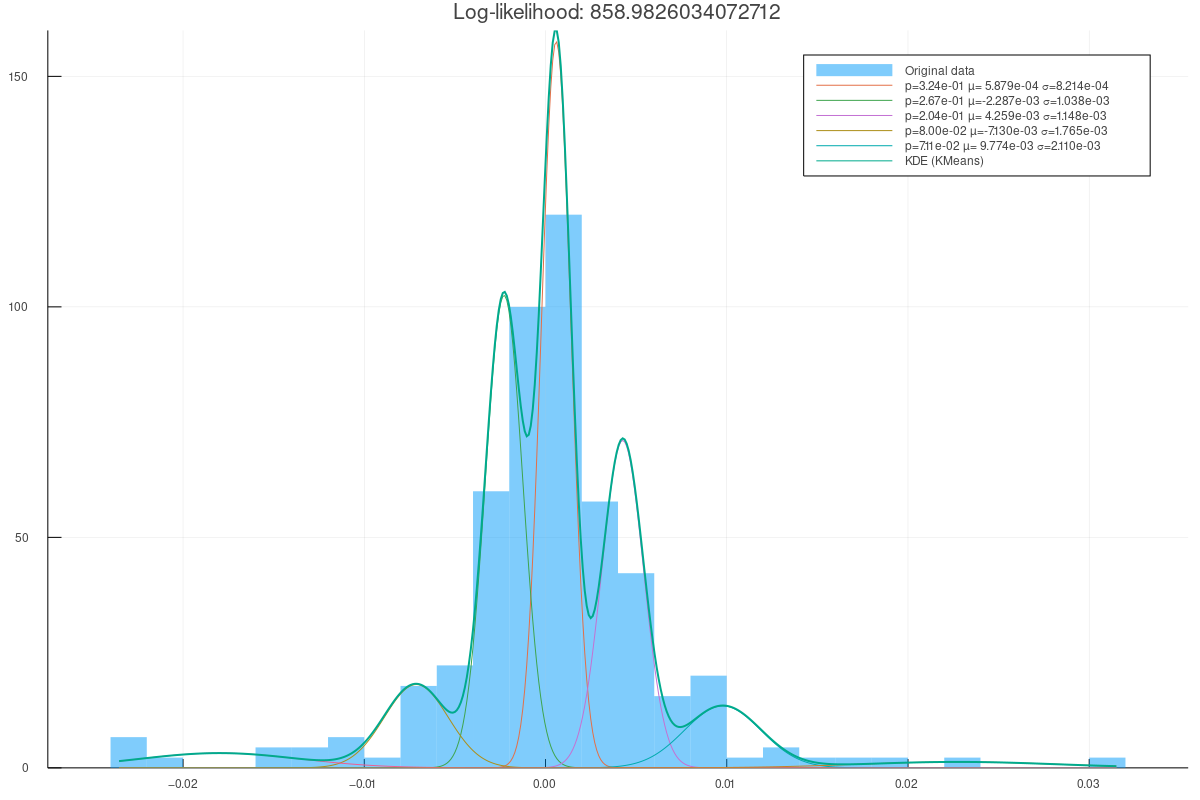 Log-likelihood: 858.9826034072712
150
100
50
0
Original data
p=3.24e-01 μ= 5.879e-04 σ=8.214e-04
p=2.67e-01 μ=-2.287e-03 σ=1.038e-03
p=2.04e-01 μ= 4.259e-03 σ=1.148e-03
p=8.00e-02 μ=-7.130e-03 σ=1.765e-03
p=7.11e-02 μ= 9.774e-03 σ=2.110e-03
KDE (KMeans)
−0.02 −0.01 0.00 0.01 0.02 0.03